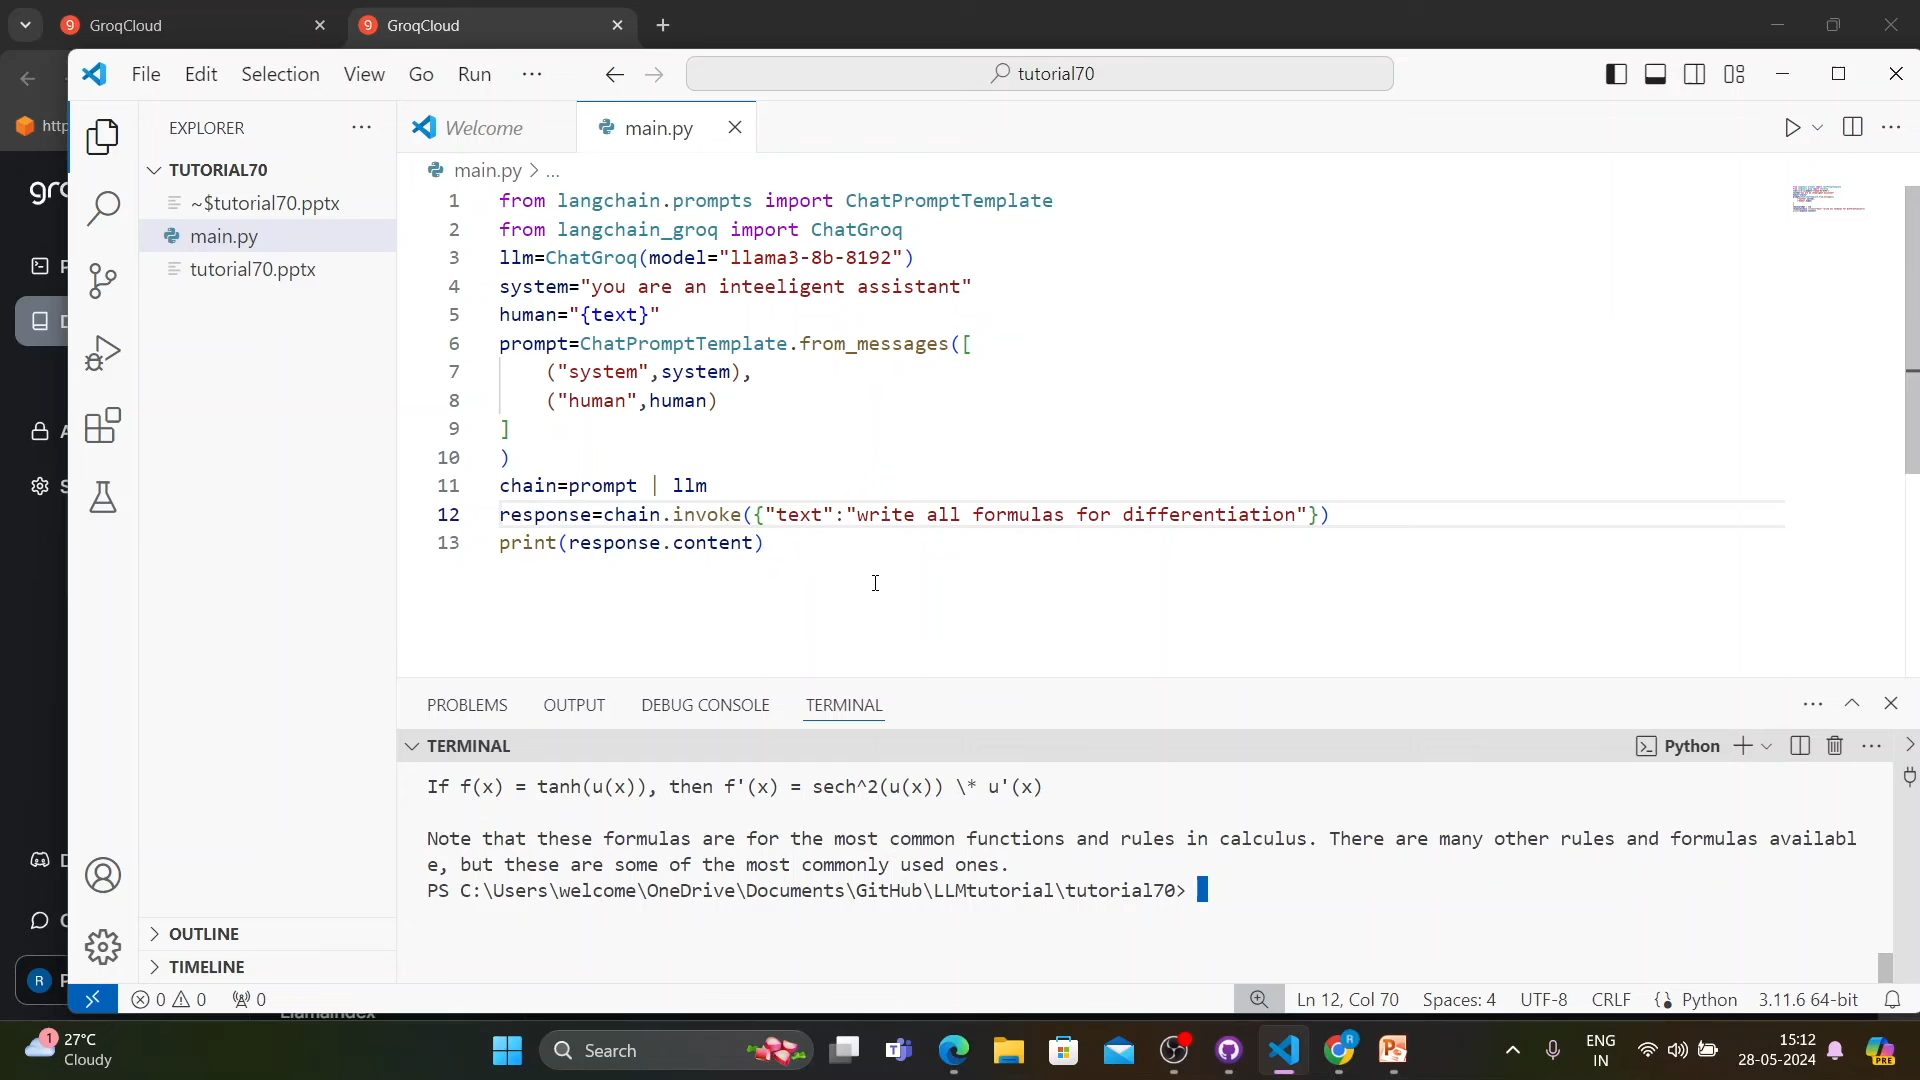 GroqCloud
GroqCloud
File Edit Selection View Go Run
tutorial70
http
gro
EXPLORER
Welcome
main.py
TUTORIAL70
~$tutorial70.pptx
main.py
tutorial70.pptx
main.py > ...
1 from langchain.prompts import ChatPromptTemplate
2 from langchain_groq import ChatGroq
3 llm=ChatGroq(model="llama3-8b-8192")
4 system="you are an inteeligent assistant"
5 human="{text}"
6 prompt=ChatPromptTemplate.from_messages([
7 ("system",system),
8 ("human",human)
9 ]
10 )
11 chain=prompt | llm
12 response=chain.invoke({"text":"write all formulas for differentiation"})
13 print(response.content)
PROBLEMS OUTPUT DEBUG CONSOLE TERMINAL
TERMINAL
Python
If f(x) = tanh(u(x)), then f'(x) = sech^2(u(x)) \* u'(x)
Note that these formulas are for the most common functions and rules in calculus. There are many other rules and formulas availabl
e, but these are some of the most commonly used ones.
PS C:\Users\welcome\OneDrive\Documents\GitHub\LLMtutorial\tutorial70>
OUTLINE
TIMELINE
0 0 0
Ln 12, Col 70 Spaces: 4 UTF-8 CRLF Python 3.11.6 64-bit
27°C
Cloudy
Search
ENG
IN
15:12
28-05-2024